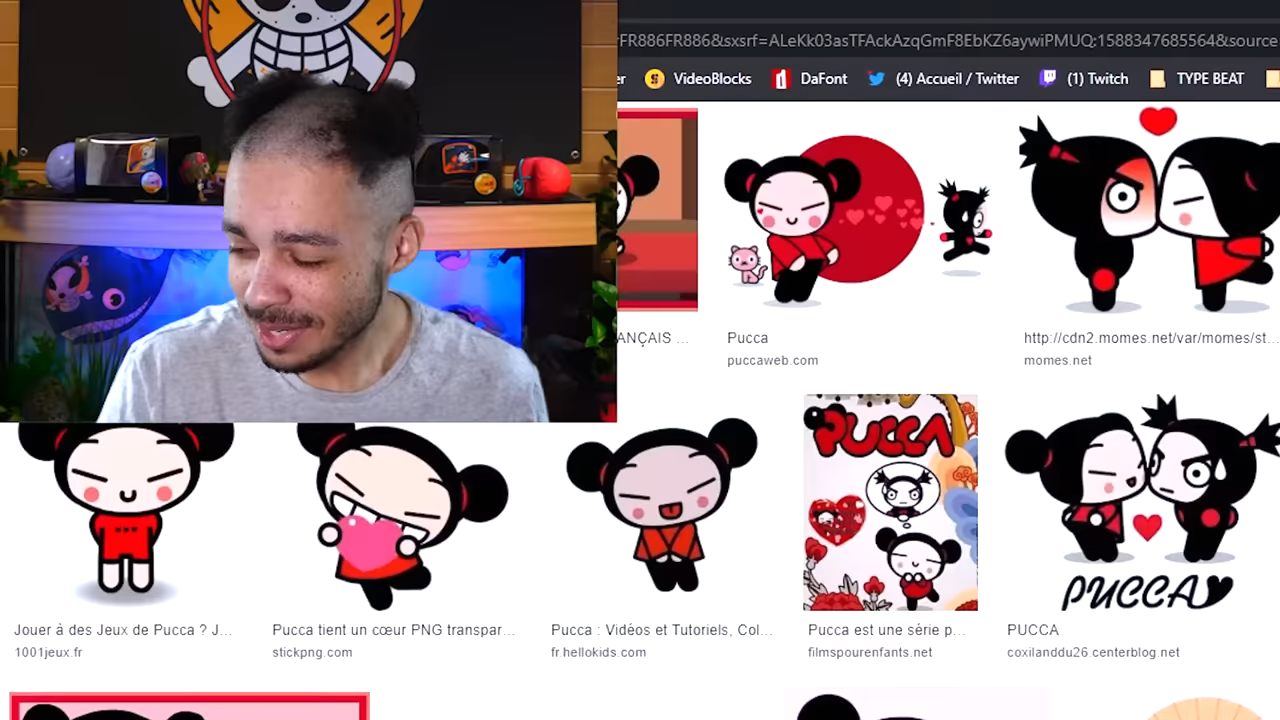 FR886FR886&sxsrf=ALeKk03asTFAckAzqGmF8EbKZ6aywiPMUQ:1588347685564&source
er VideoBlocks DaFont (4) Accueil / Twitter (1) Twitch TYPE BEAT
ANÇAIS ...
Pucca
http://cdn2.momes.net/var/momes/st...
puccaweb.com
momes.net
PUCCA
PUCCA
Jouer à des Jeux de Pucca ? J...
Pucca tient un cœur PNG transpar...
Pucca : Vidéos et Tutoriels, Col...
Pucca est une série p...
PUCCA
1001jeux.fr
stickpng.com
fr.hellokids.com
filmspourenfants.net
coxilanddu26.centerblog.net